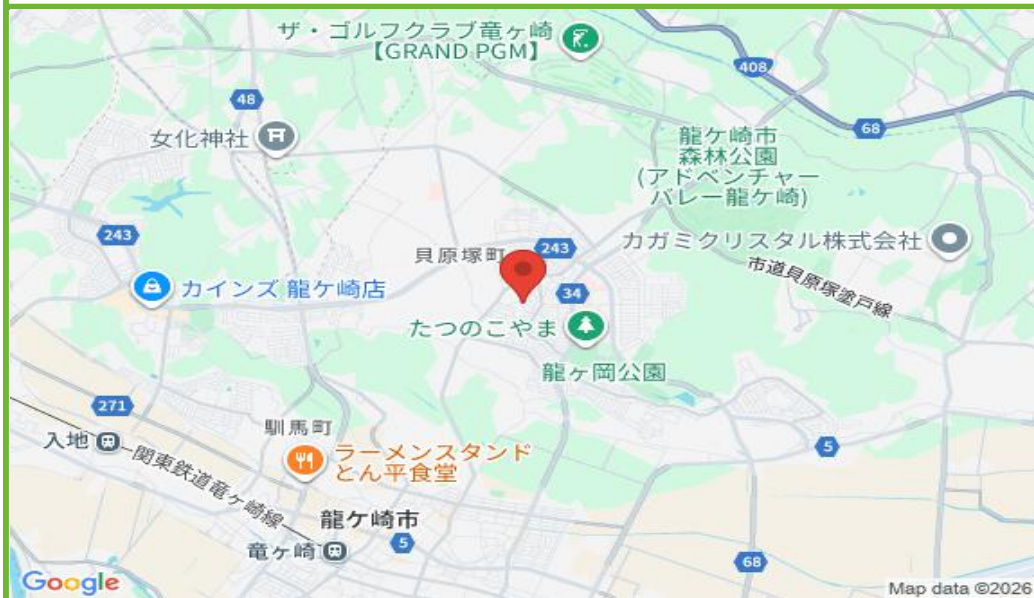 ザ・ゴルフクラブ竜ヶ崎
【GRAND PGM】
408
48
68
女化神社
龍ケ崎市
森林公園
(アドベンチャー
バレー龍ケ崎)
243
貝原塚町
243
カガミクリスタル株式会社
カインズ 龍ケ崎店
34
市道貝原塚塗戸線
たつのこやま
龍ヶ岡公園
271
馴馬町
入地
5
ラーメンスタンド
とん平食堂
関東鉄道竜ヶ崎線
龍ケ崎市
竜ヶ崎
5
68
Google
Map data ©2026